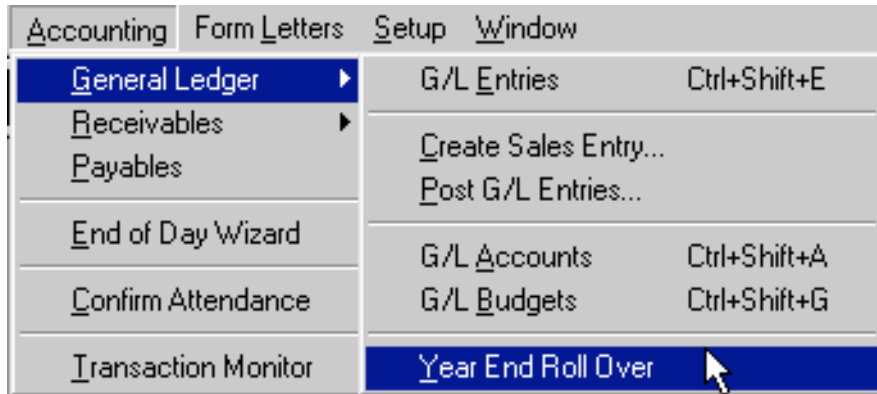 Accounting Form Letters Setup Window
General Ledger
Receivables
Payables
End of Day Wizard
Confirm Attendance
Transaction Monitor
G/L Entries Ctrl+Shift+E
Create Sales Entry...
Post G/L Entries...
G/L Accounts Ctrl+Shift+A
G/L Budgets Ctrl+Shift+G
Year End Roll Over